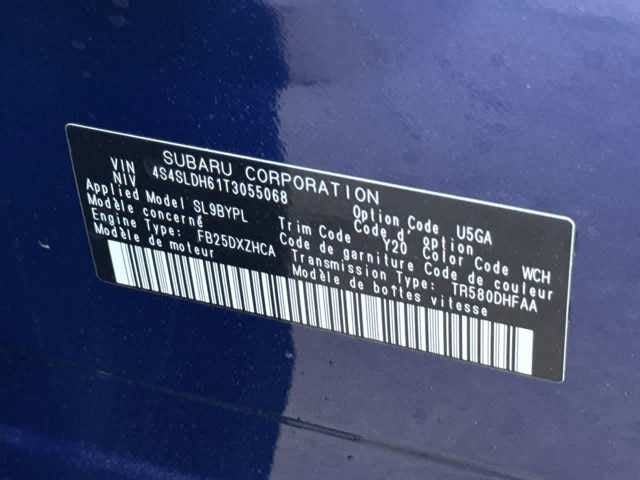 SUBARU CORPORATION
VIN
NIV 4S4SLDH61T3055068
Applied Model SL9BYPL Option Code U5GA
Modèle concerné Code d' option
Engine Type: FB25DXZHCA Trim Code Y20 Color Code WCH
Modèle de moteur Code de garniture Code de couleur
Transmission Type: TR580DHFAA
Modèle de boîtes vitesse